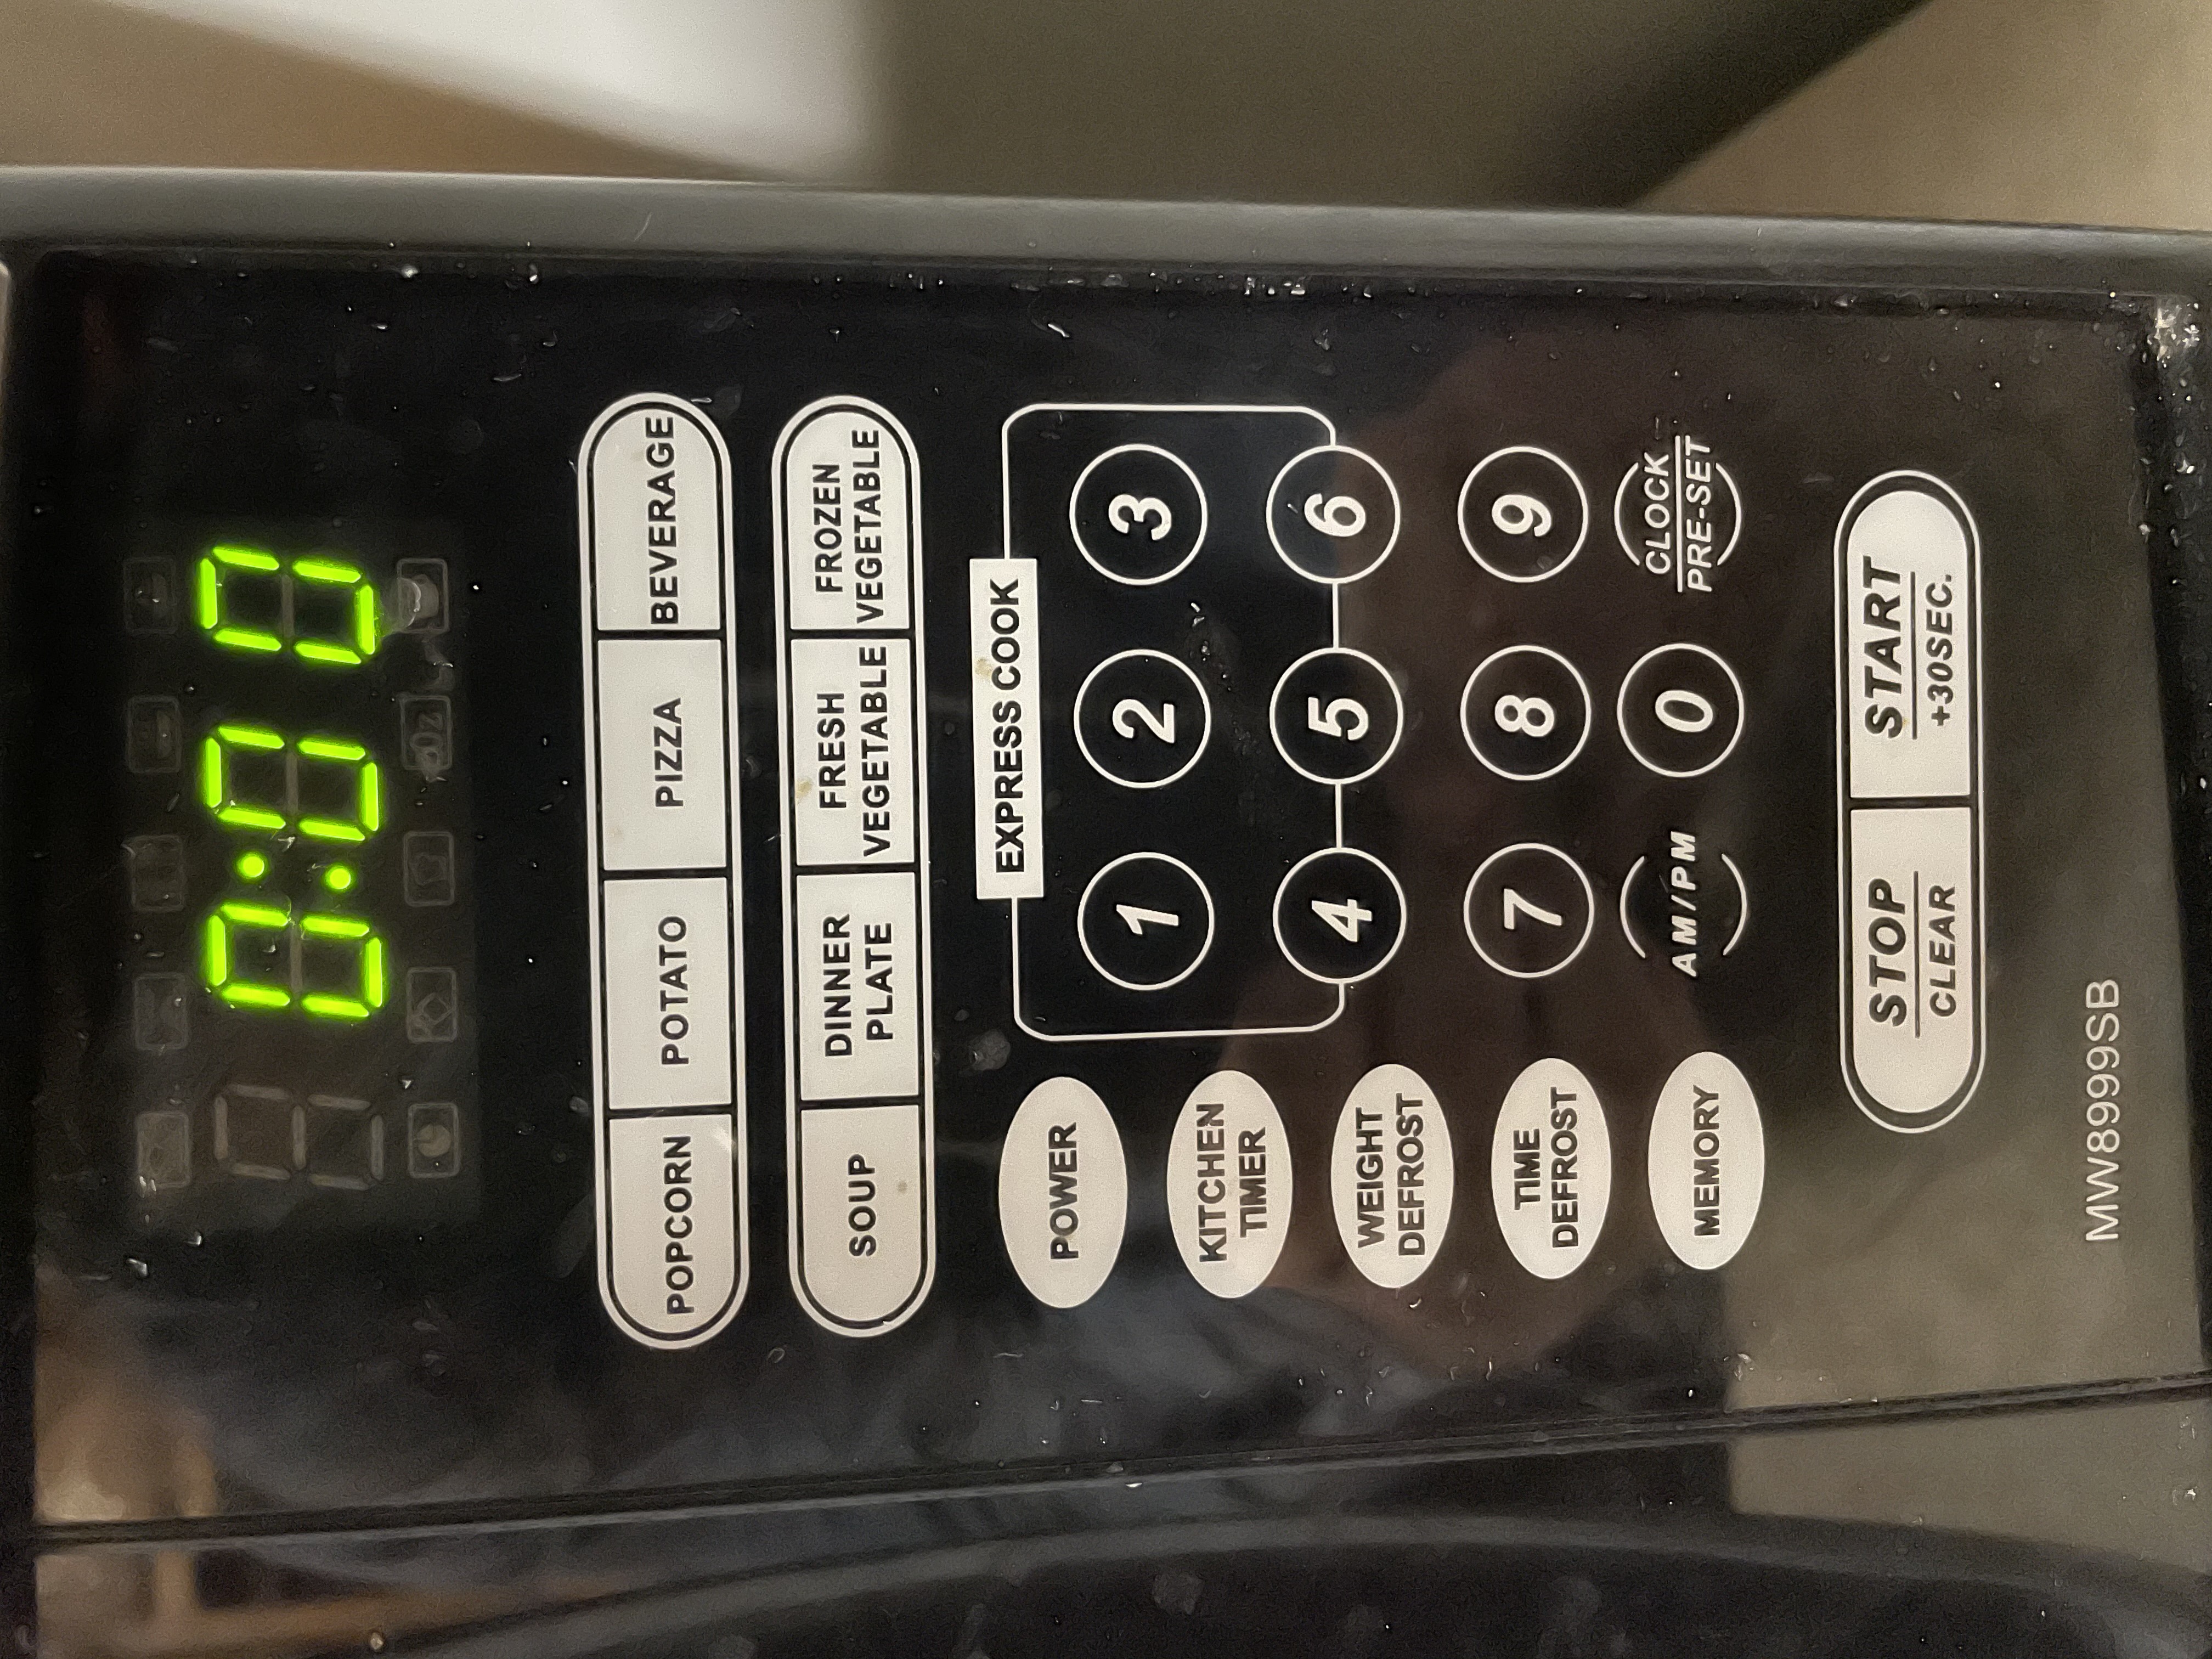 0:00
POPCORN POTATO PIZZA BEVERAGE
SOUP DINNER PLATE FRESH VEGETABLE FROZEN VEGETABLE
EXPRESS COOK
POWER
1 2 3
KITCHEN TIMER
4 5 6
WEIGHT DEFROST
7 8 9
TIME DEFROST
AM/PM 0 CLOCK PRE-SET
MEMORY
STOP CLEAR START +30SEC.
MW8999SB